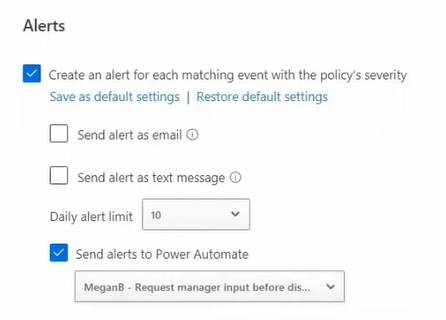 Alerts
Create an alert for each matching event with the policy's severity
Save as default settings | Restore default settings
Send alert as email
Send alert as text message
Daily alert limit 10
Send alerts to Power Automate
MeganB - Request manager input before dis...